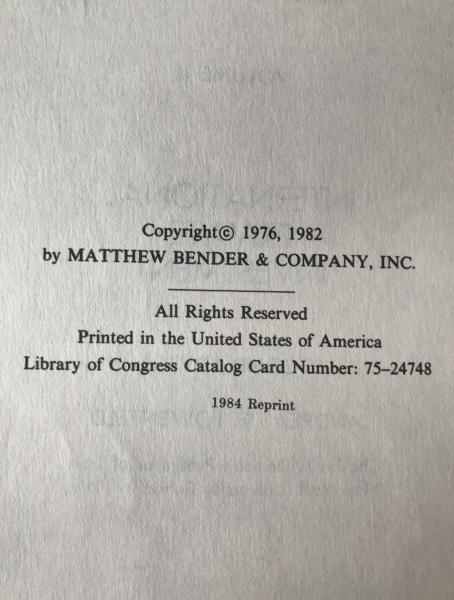 Copyright© 1976, 1982
by MATTHEW BENDER & COMPANY, INC.
All Rights Reserved
Printed in the United States of America
Library of Congress Catalog Card Number: 75–24748
1984 Reprint